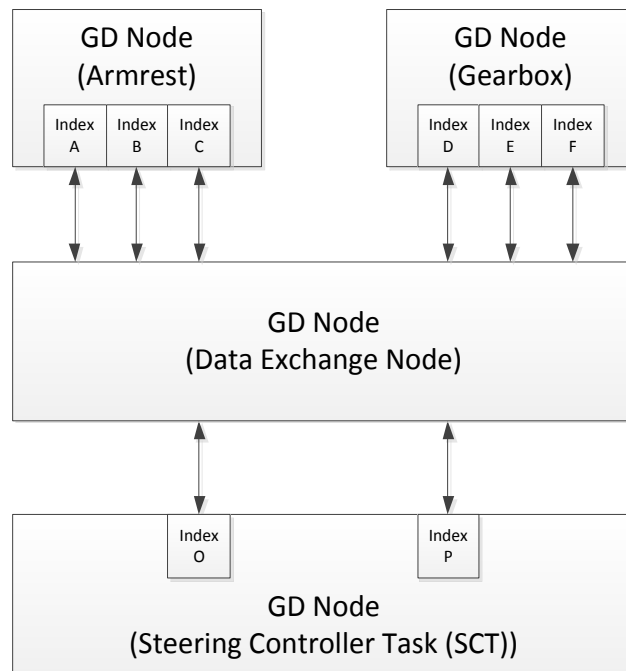 GD Node
(Armrest)
Index
A
Index
B
Index
C
GD Node
(Gearbox)
Index
D
Index
E
Index
F
GD Node
(Data Exchange Node)
Index
O
Index
P
GD Node
(Steering Controller Task (SCT))